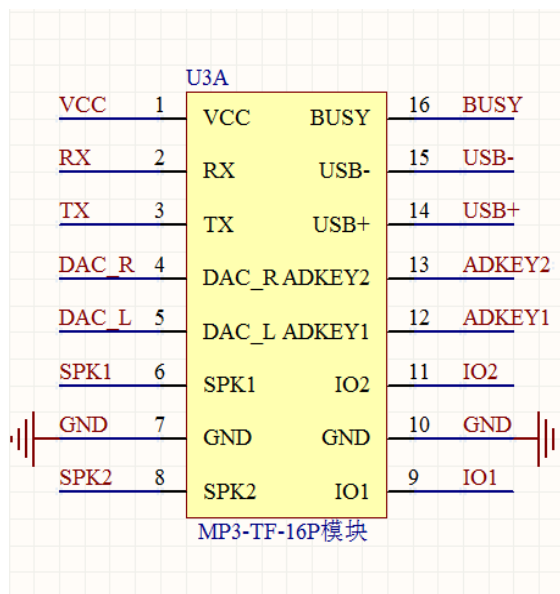 U3A
VCC 1 VCC BUSY 16 BUSY
RX 2 RX USB- 15 USB-
TX 3 TX USB+ 14 USB+
DAC_R 4 DAC_R ADKEY2 13 ADKEY2
DAC_L 5 DAC_L ADKEY1 12 ADKEY1
SPK1 6 SPK1 IO2 11 IO2
GND 7 GND GND 10 GND
SPK2 8 SPK2 IO1 9 IO1
MP3-TF-16P模块